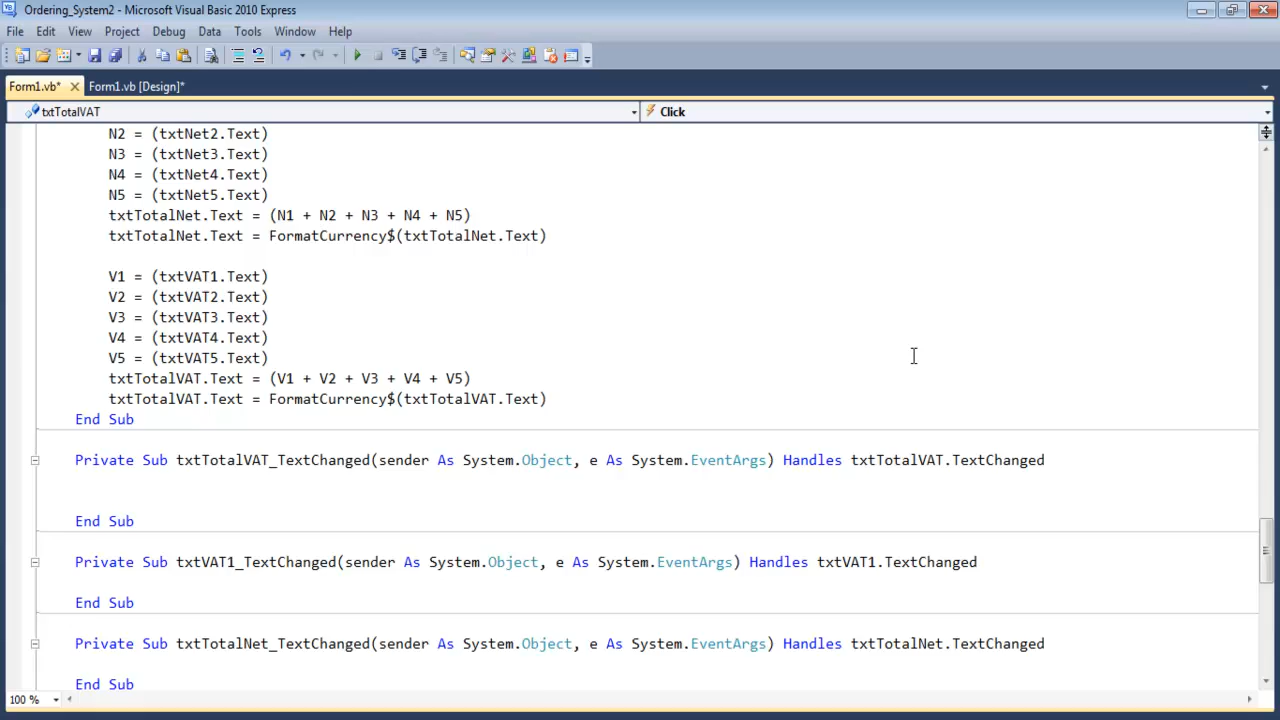 Ordering_System2 - Microsoft Visual Basic 2010 Express
File Edit View Project Debug Data Tools Window Help
Form1.vb* Form1.vb [Design]*
txtTotalVAT Click
N2 = (txtNet2.Text)
N3 = (txtNet3.Text)
N4 = (txtNet4.Text)
N5 = (txtNet5.Text)
txtTotalNet.Text = (N1 + N2 + N3 + N4 + N5)
txtTotalNet.Text = FormatCurrency$(txtTotalNet.Text)
V1 = (txtVAT1.Text)
V2 = (txtVAT2.Text)
V3 = (txtVAT3.Text)
V4 = (txtVAT4.Text)
V5 = (txtVAT5.Text)
txtTotalVAT.Text = (V1 + V2 + V3 + V4 + V5)
txtTotalVAT.Text = FormatCurrency$(txtTotalVAT.Text)
End Sub
Private Sub txtTotalVAT_TextChanged(sender As System.Object, e As System.EventArgs) Handles txtTotalVAT.TextChanged
End Sub
Private Sub txtVAT1_TextChanged(sender As System.Object, e As System.EventArgs) Handles txtVAT1.TextChanged
End Sub
Private Sub txtTotalNet_TextChanged(sender As System.Object, e As System.EventArgs) Handles txtTotalNet.TextChanged
End Sub
100 %